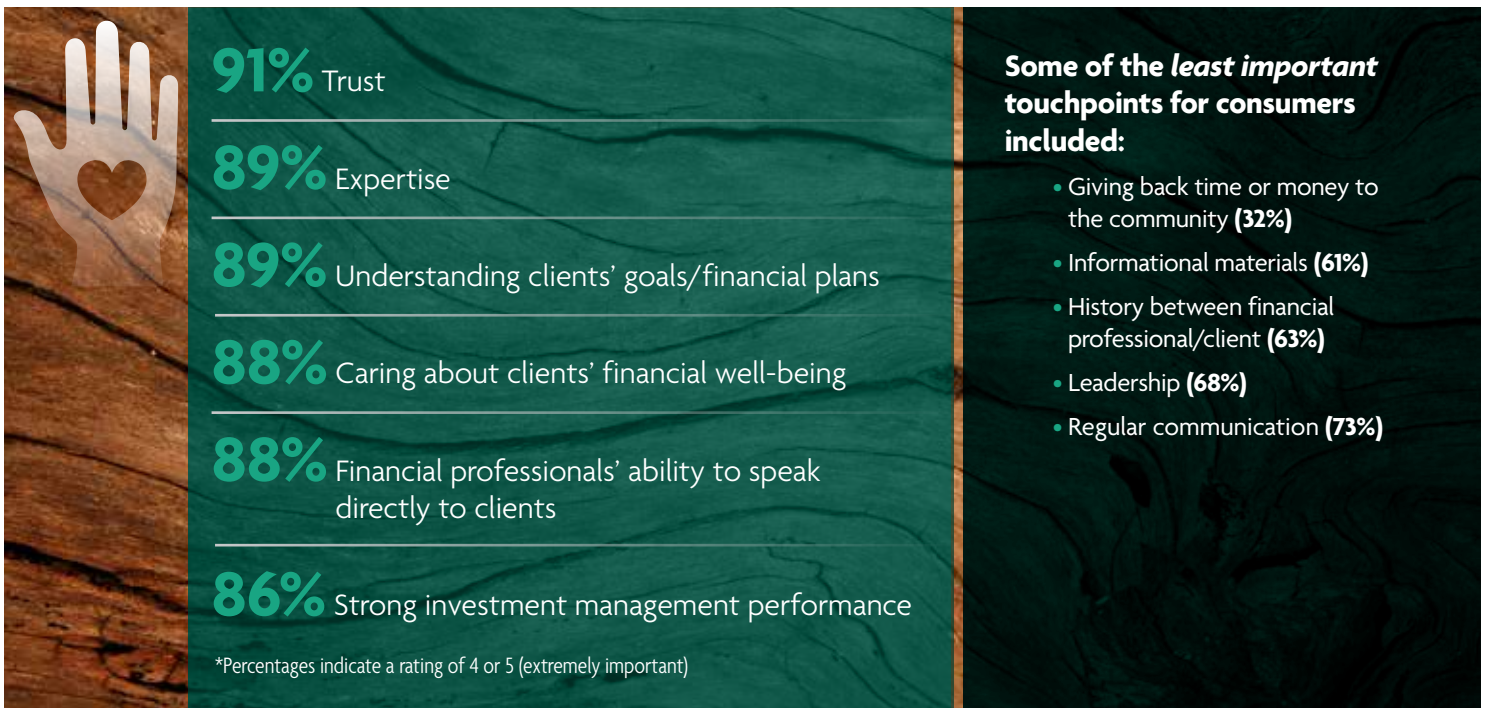 91% Trust
89% Expertise
89% Understanding clients’ goals/financial plans
88% Caring about clients’ financial well-being
88% Financial professionals’ ability to speak
directly to clients
86% Strong investment management performance
*Percentages indicate a rating of 4 or 5 (extremely important)
Some of the least important
touchpoints for consumers
included:
• Giving back time or money to
the community (32%)
• Informational materials (61%)
• History between financial
professional/client (63%)
• Leadership (68%)
• Regular communication (73%)